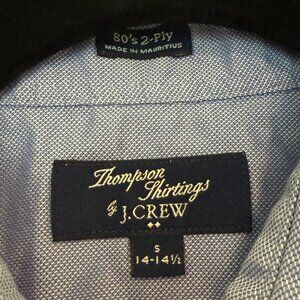 80's 2-Ply
MADE IN MAURITIUS
Thompson
Shirtings
by J.CREW
S
14-14½